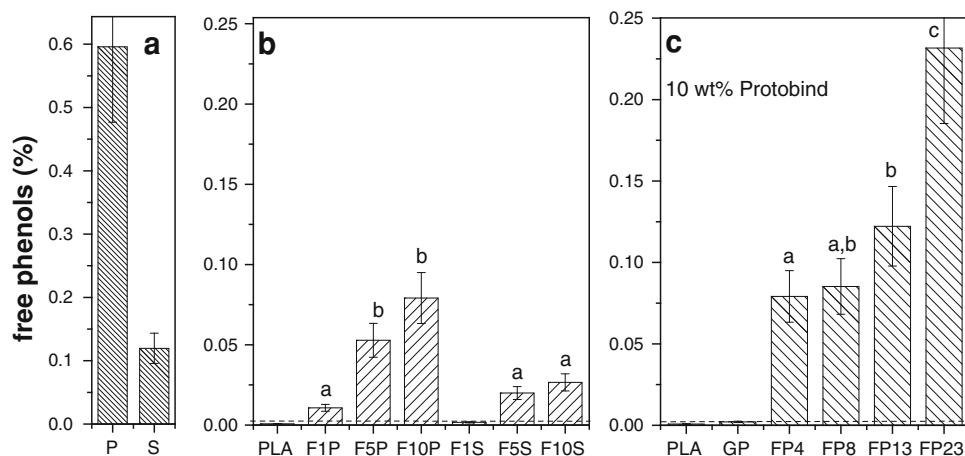 free phenols (%)
0.6
0.5
0.4
0.3
0.2
0.1
0.0
a
P S
0.25
0.20
0.15
0.10
0.05
0.00
b
a b b a a
PLA F1P F5P F10P F1S F5S F10S
0.25
0.20
0.15
0.10
0.05
0.00
c
10 wt% Protobind
a a,b b c
PLA GP FP4 FP8 FP13 FP23